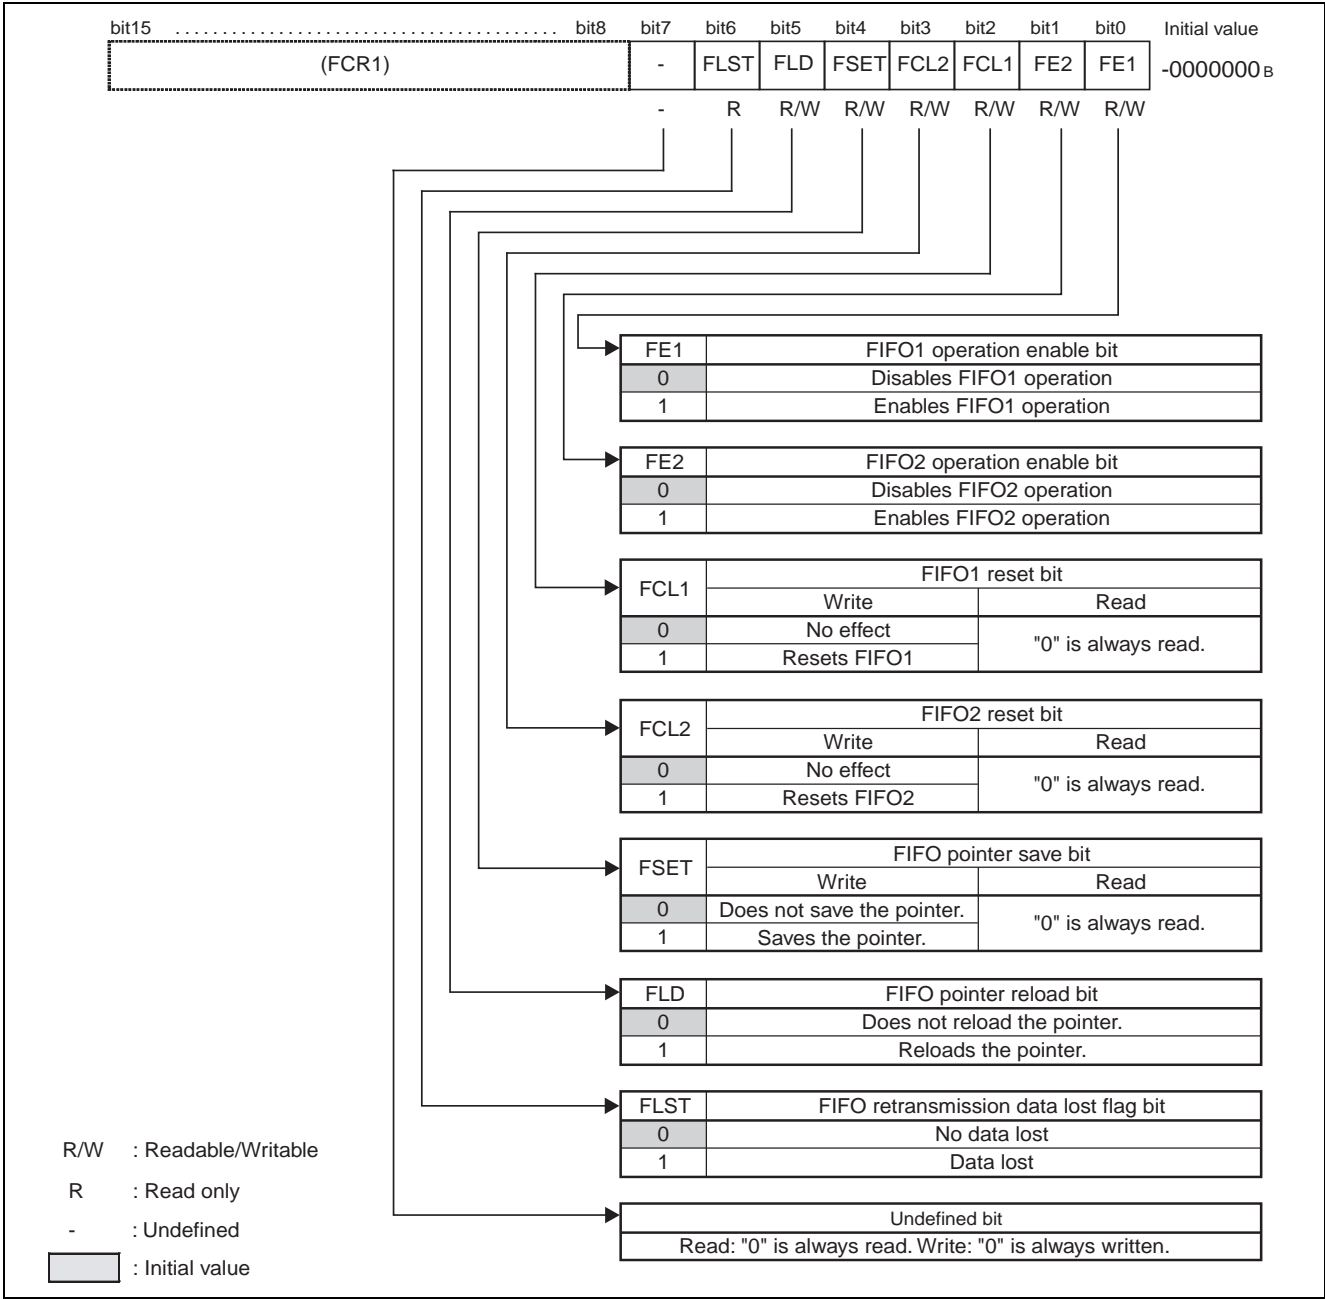 bit15 ........................................ bit8 bit7 bit6 bit5 bit4 bit3 bit2 bit1 bit0 Initial value
(FCR1) - FLST FLD FSET FCL2 FCL1 FE2 FE1 -0000000B
- R R/W R/W R/W R/W R/W R/W
FE1 FIFO1 operation enable bit
0 Disables FIFO1 operation
1 Enables FIFO1 operation
FE2 FIFO2 operation enable bit
0 Disables FIFO2 operation
1 Enables FIFO2 operation
FCL1 FIFO1 reset bit
Write Read
0 No effect "0" is always read.
1 Resets FIFO1
FCL2 FIFO2 reset bit
Write Read
0 No effect "0" is always read.
1 Resets FIFO2
FSET FIFO pointer save bit
Write Read
0 Does not save the pointer. "0" is always read.
1 Saves the pointer.
FLD FIFO pointer reload bit
0 Does not reload the pointer.
1 Reloads the pointer.
FLST FIFO retransmission data lost flag bit
0 No data lost
1 Data lost
Undefined bit
Read: "0" is always read. Write: "0" is always written.
R/W : Readable/Writable
R : Read only
- : Undefined
: Initial value